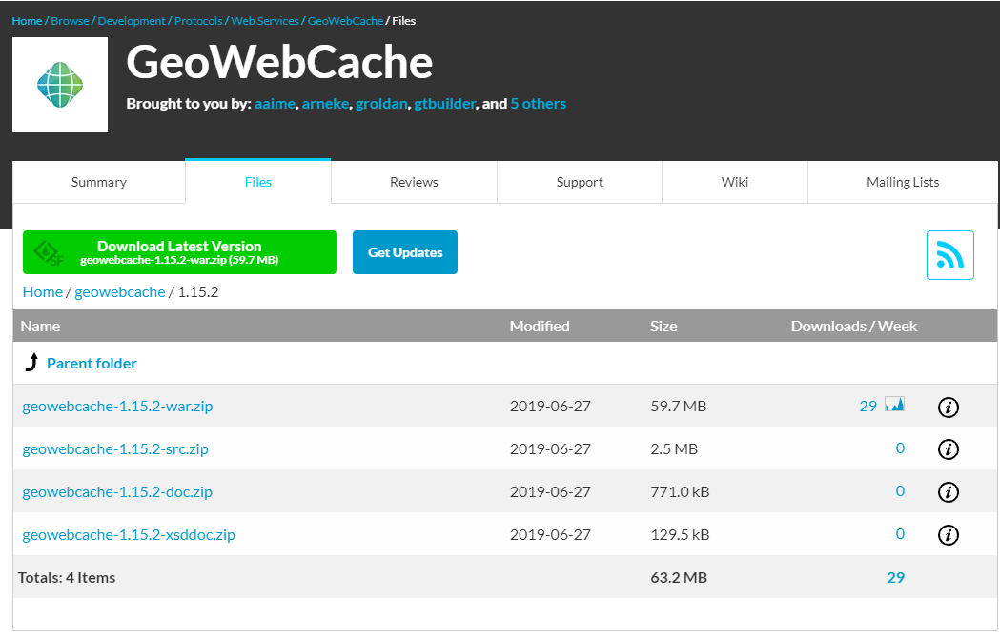 Home / Browse / Development / Protocols / Web Services / GeoWebCache / Files
GeoWebCache
Brought to you by: aaime, arneke, groldan, gtbuilder, and 5 others
Summary Files Reviews Support Wiki Mailing Lists
SF
Download Latest Version
geowebcache-1.15.2-war.zip (59.7 MB)
Get Updates
Home / geowebcache / 1.15.2
Name Modified Size Downloads / Week
Parent folder
geowebcache-1.15.2-war.zip 2019-06-27 59.7 MB 29 i
geowebcache-1.15.2-src.zip 2019-06-27 2.5 MB 0 i
geowebcache-1.15.2-doc.zip 2019-06-27 771.0 kB 0 i
geowebcache-1.15.2-xsddoc.zip 2019-06-27 129.5 kB 0 i
Totals: 4 Items 63.2 MB 29